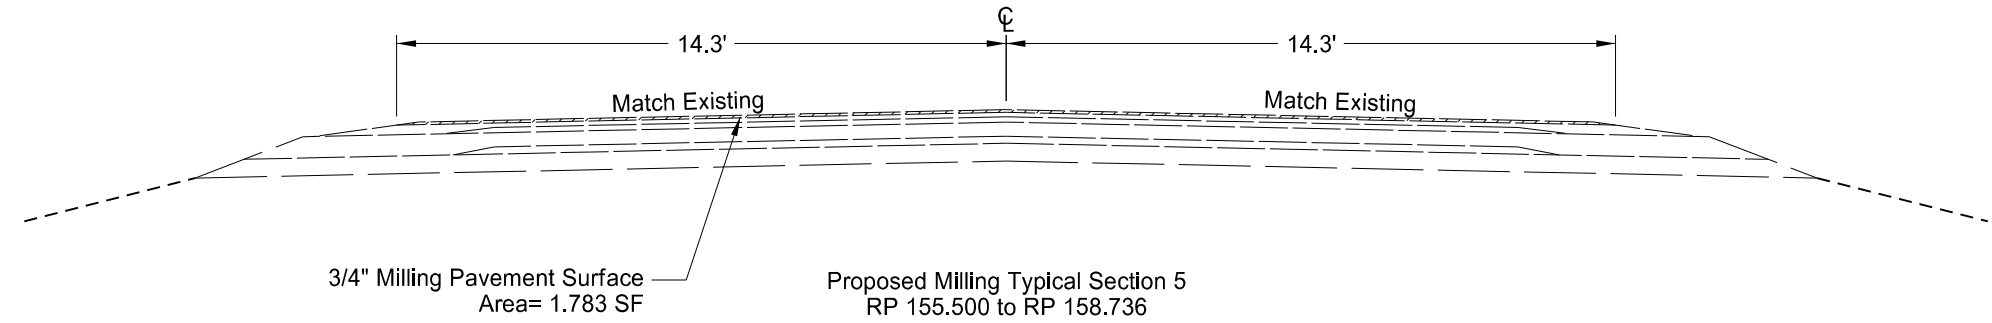 ℄
14.3' 14.3'
Match Existing Match Existing
3/4" Milling Pavement Surface
Area= 1.783 SF
Proposed Milling Typical Section 5
RP 155.500 to RP 158.736